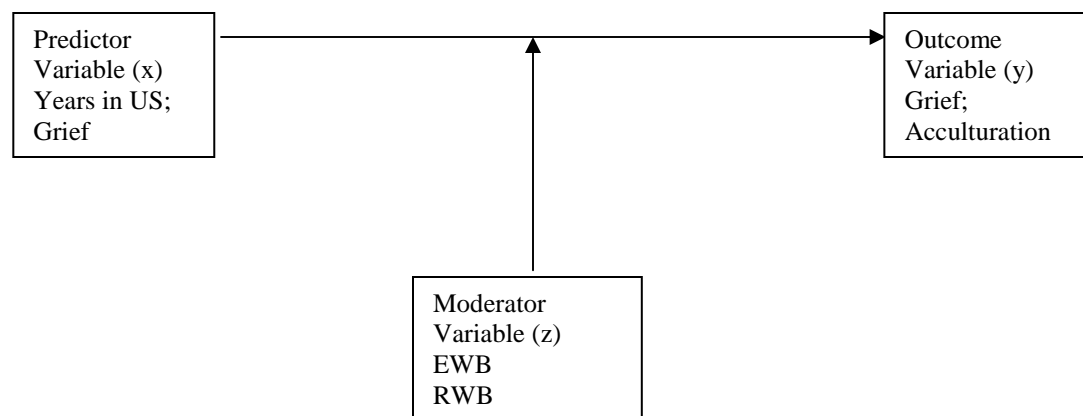 Predictor
Variable (x)
Years in US;
Grief
Outcome
Variable (y)
Grief;
Acculturation
Moderator
Variable (z)
EWB
RWB